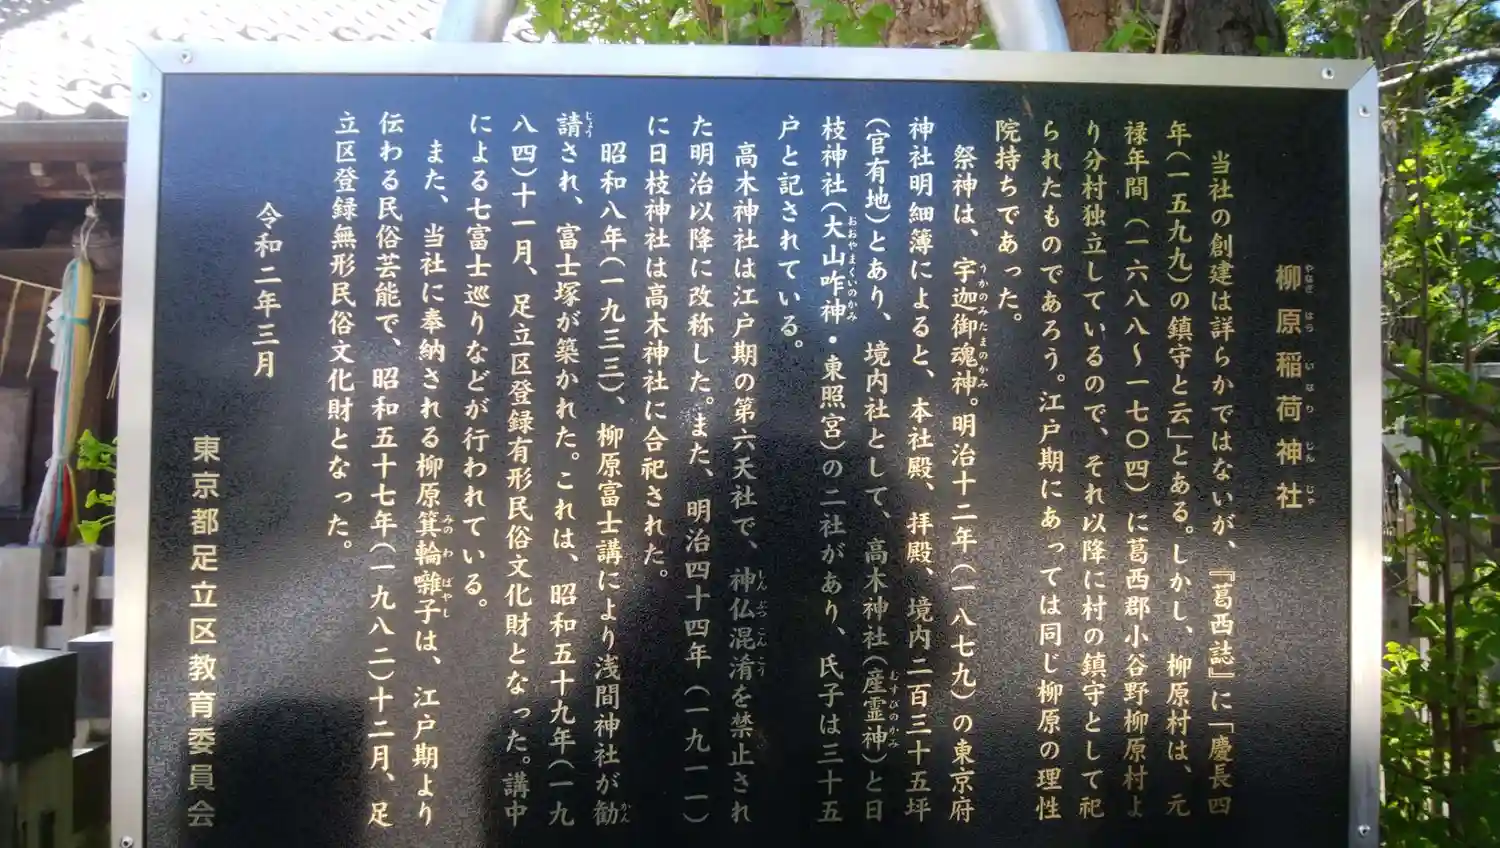 柳原稲荷神社
当社の創建は詳らかではないが、『葛西誌』に「慶長四
年(一五九九)の鎮守と云」とある。しかし、柳原村は、元
禄年間(一六八八〜一七〇四)に葛西郡小谷野柳原村よ
り分村独立しているので、それ以降に村の鎮守として祀
られたものであろう。江戸期にあっては同じ柳原の理性
院持ちであった。
祭神は、宇迦御魂神。明治十二年(一八七九)の東京府
神社明細簿によると、本社殿、拝殿、境内二百三十五坪
(官有地)とあり、境内社として、高木神社(産霊神)と日
枝神社(大山咋神・東照宮)の二社があり、氏子は三十五
戸と記されている。
高木神社は江戸期の第六天社で、神仏混淆を禁止され
た明治以降に改称した。また、明治四十四年(一九一一)
に日枝神社は高木神社に合祀された。
昭和八年(一九三三)、柳原富士講により浅間神社が勧
請され、富士塚が築かれた。これは、昭和五十九年(一九
八四)十一月、足立区登録有形民俗文化財となった。講中
による七富士巡りなどが行われている。
また、当社に奉納される柳原箕輪囃子は、江戸期より
伝わる民俗芸能で、昭和五十七年(一九八二)十二月、足
立区登録無形民俗文化財となった。
令和二年三月
東京都足立区教育委員会